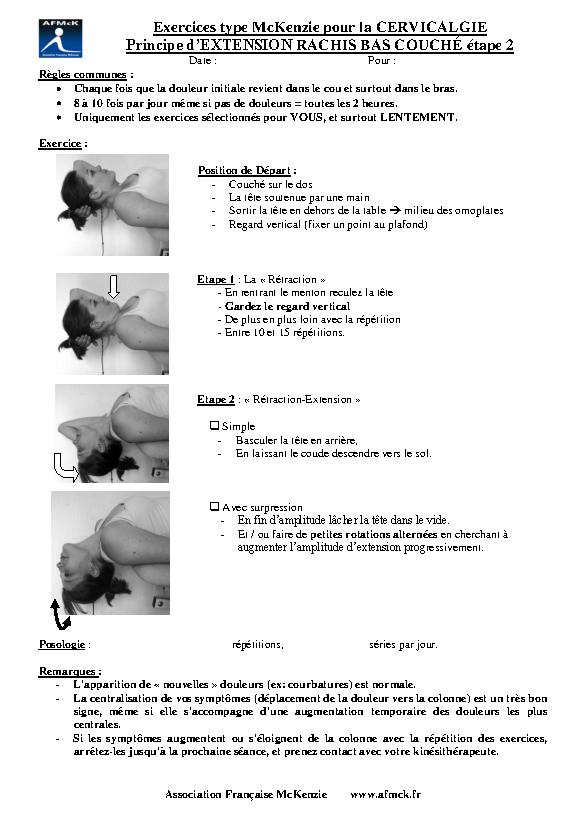 AFMcK
Association Française McKenzie
Exercices type McKenzie pour la CERVICALGIE
Principe d'EXTENSION RACHIS BAS COUCHÉ étape 2
Date : Pour :
Règles communes :
• Chaque fois que la douleur initiale revient dans le cou et surtout dans le bras.
• 8 à 10 fois par jour même si pas de douleurs = toutes les 2 heures.
• Uniquement les exercices sélectionnés pour VOUS, et surtout LENTEMENT.
Exercice :
Position de Départ :
- Couché sur le dos
- La tête soutenue par une main
- Sortir la tête en dehors de la table ➔ milieu des omoplates
- Regard vertical (fixer un point au plafond)
Etape 1 : La « Rétraction »
- En rentrant le menton reculez la tête
- Gardez le regard vertical
- De plus en plus loin avec la répétition
- Entre 10 et 15 répétitions.
Etape 2 : « Rétraction-Extension »
❑ Simple
- Basculer la tête en arrière,
- En laissant le coude descendre vers le sol.
❑ Avec surpression
- En fin d'amplitude lâcher la tête dans le vide.
- Et / ou faire de petites rotations alternées en cherchant à
augmenter l'amplitude d'extension progressivement.
Posologie : répétitions, séries par jour.
Remarques :
- L'apparition de « nouvelles » douleurs (ex: courbatures) est normale.
- La centralisation de vos symptômes (déplacement de la douleur vers la colonne) est un très bon
signe, même si elle s'accompagne d'une augmentation temporaire des douleurs les plus
centrales.
- Si les symptômes augmentent ou s'éloignent de la colonne avec la répétition des exercices,
arrêtez-les jusqu'à la prochaine séance, et prenez contact avec votre kinésithérapeute.
Association Française McKenzie www.afmck.fr